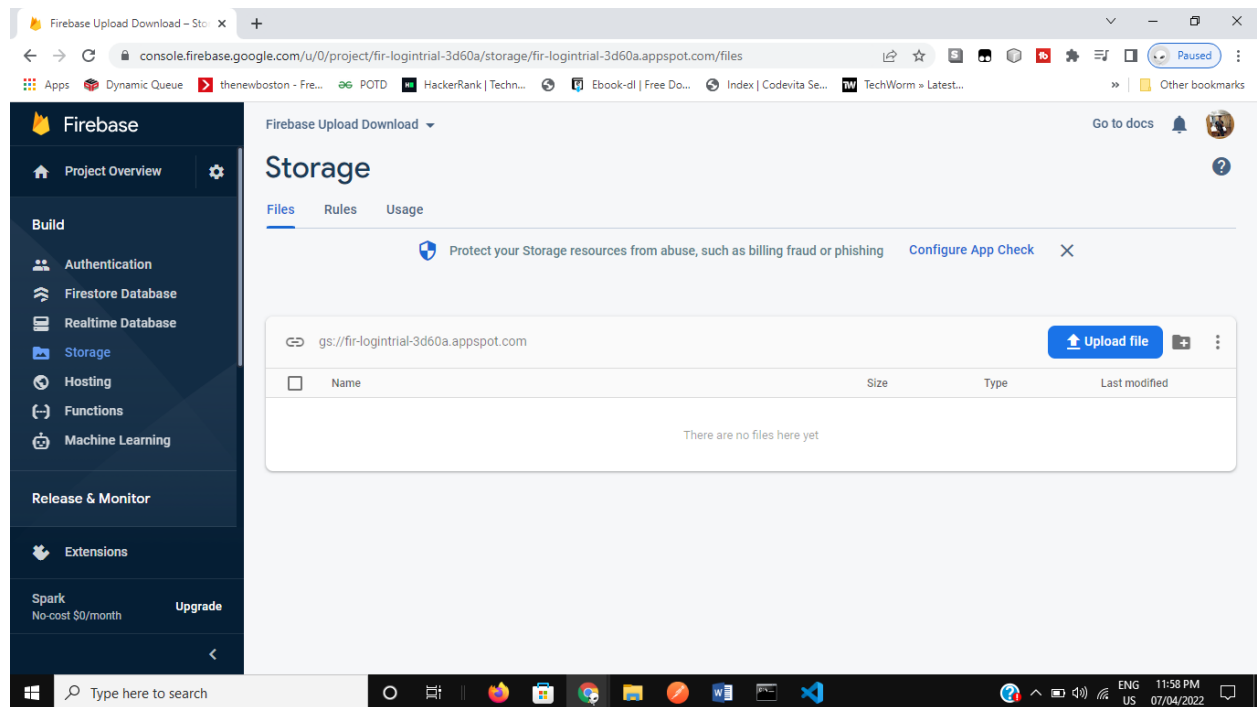 Firebase Upload Download – Sto
console.firebase.google.com/u/0/project/fir-logintrial-3d60a/storage/fir-logintrial-3d60a.appspot.com/files
Paused
Apps Dynamic Queue thenewboston - Fre... POTD HackerRank | Techn... Ebook-dl | Free Do... Index | Codevita Se... TechWorm » Latest... » Other bookmarks
Firebase
Firebase Upload Download
Go to docs
Project Overview
Storage
Files Rules Usage
Build
Protect your Storage resources from abuse, such as billing fraud or phishing Configure App Check
Authentication
Firestore Database
Realtime Database
Storage
Hosting
Functions
Machine Learning
gs://fir-logintrial-3d60a.appspot.com
Upload file
Name Size Type Last modified
There are no files here yet
Release & Monitor
Extensions
Spark
No-cost $0/month
Upgrade
Type here to search
ENG
US
11:58 PM
07/04/2022